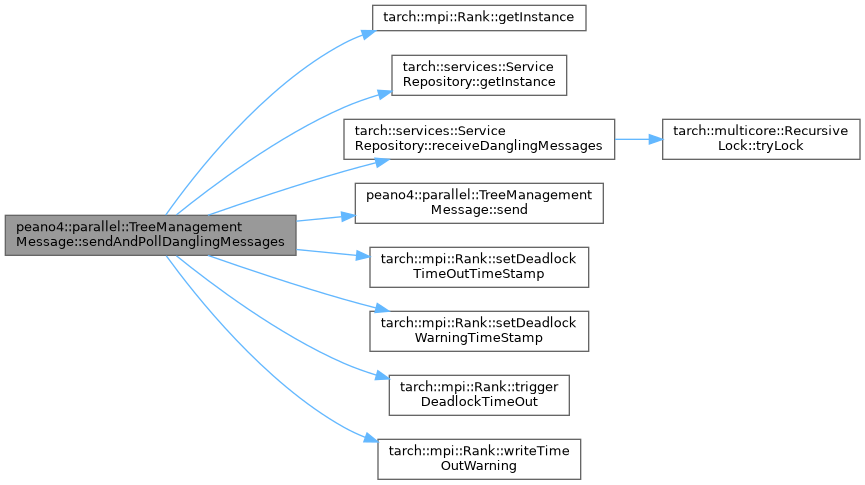 tarch::mpi::Rank::getInstance
tarch::services::Service
Repository::getInstance
tarch::services::Service
Repository::receiveDanglingMessages
tarch::multicore::Recursive
Lock::tryLock
peano4::parallel::TreeManagement
Message::send
peano4::parallel::TreeManagement
Message::sendAndPollDanglingMessages
tarch::mpi::Rank::setDeadlock
TimeOutTimeStamp
tarch::mpi::Rank::setDeadlock
WarningTimeStamp
tarch::mpi::Rank::trigger
DeadlockTimeOut
tarch::mpi::Rank::writeTime
OutWarning